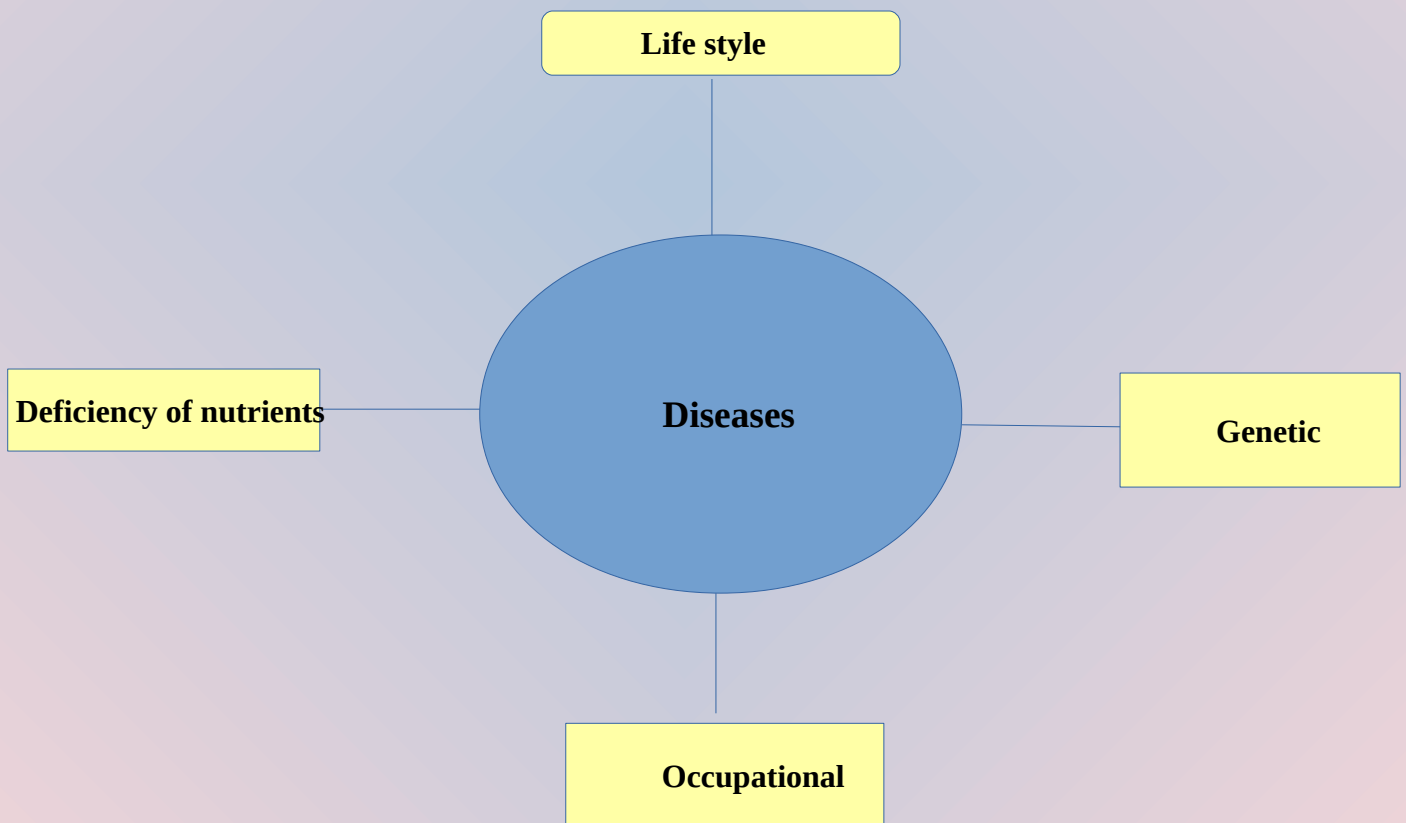 Life style
Deficiency of nutrients
Diseases
Genetic
Occupational